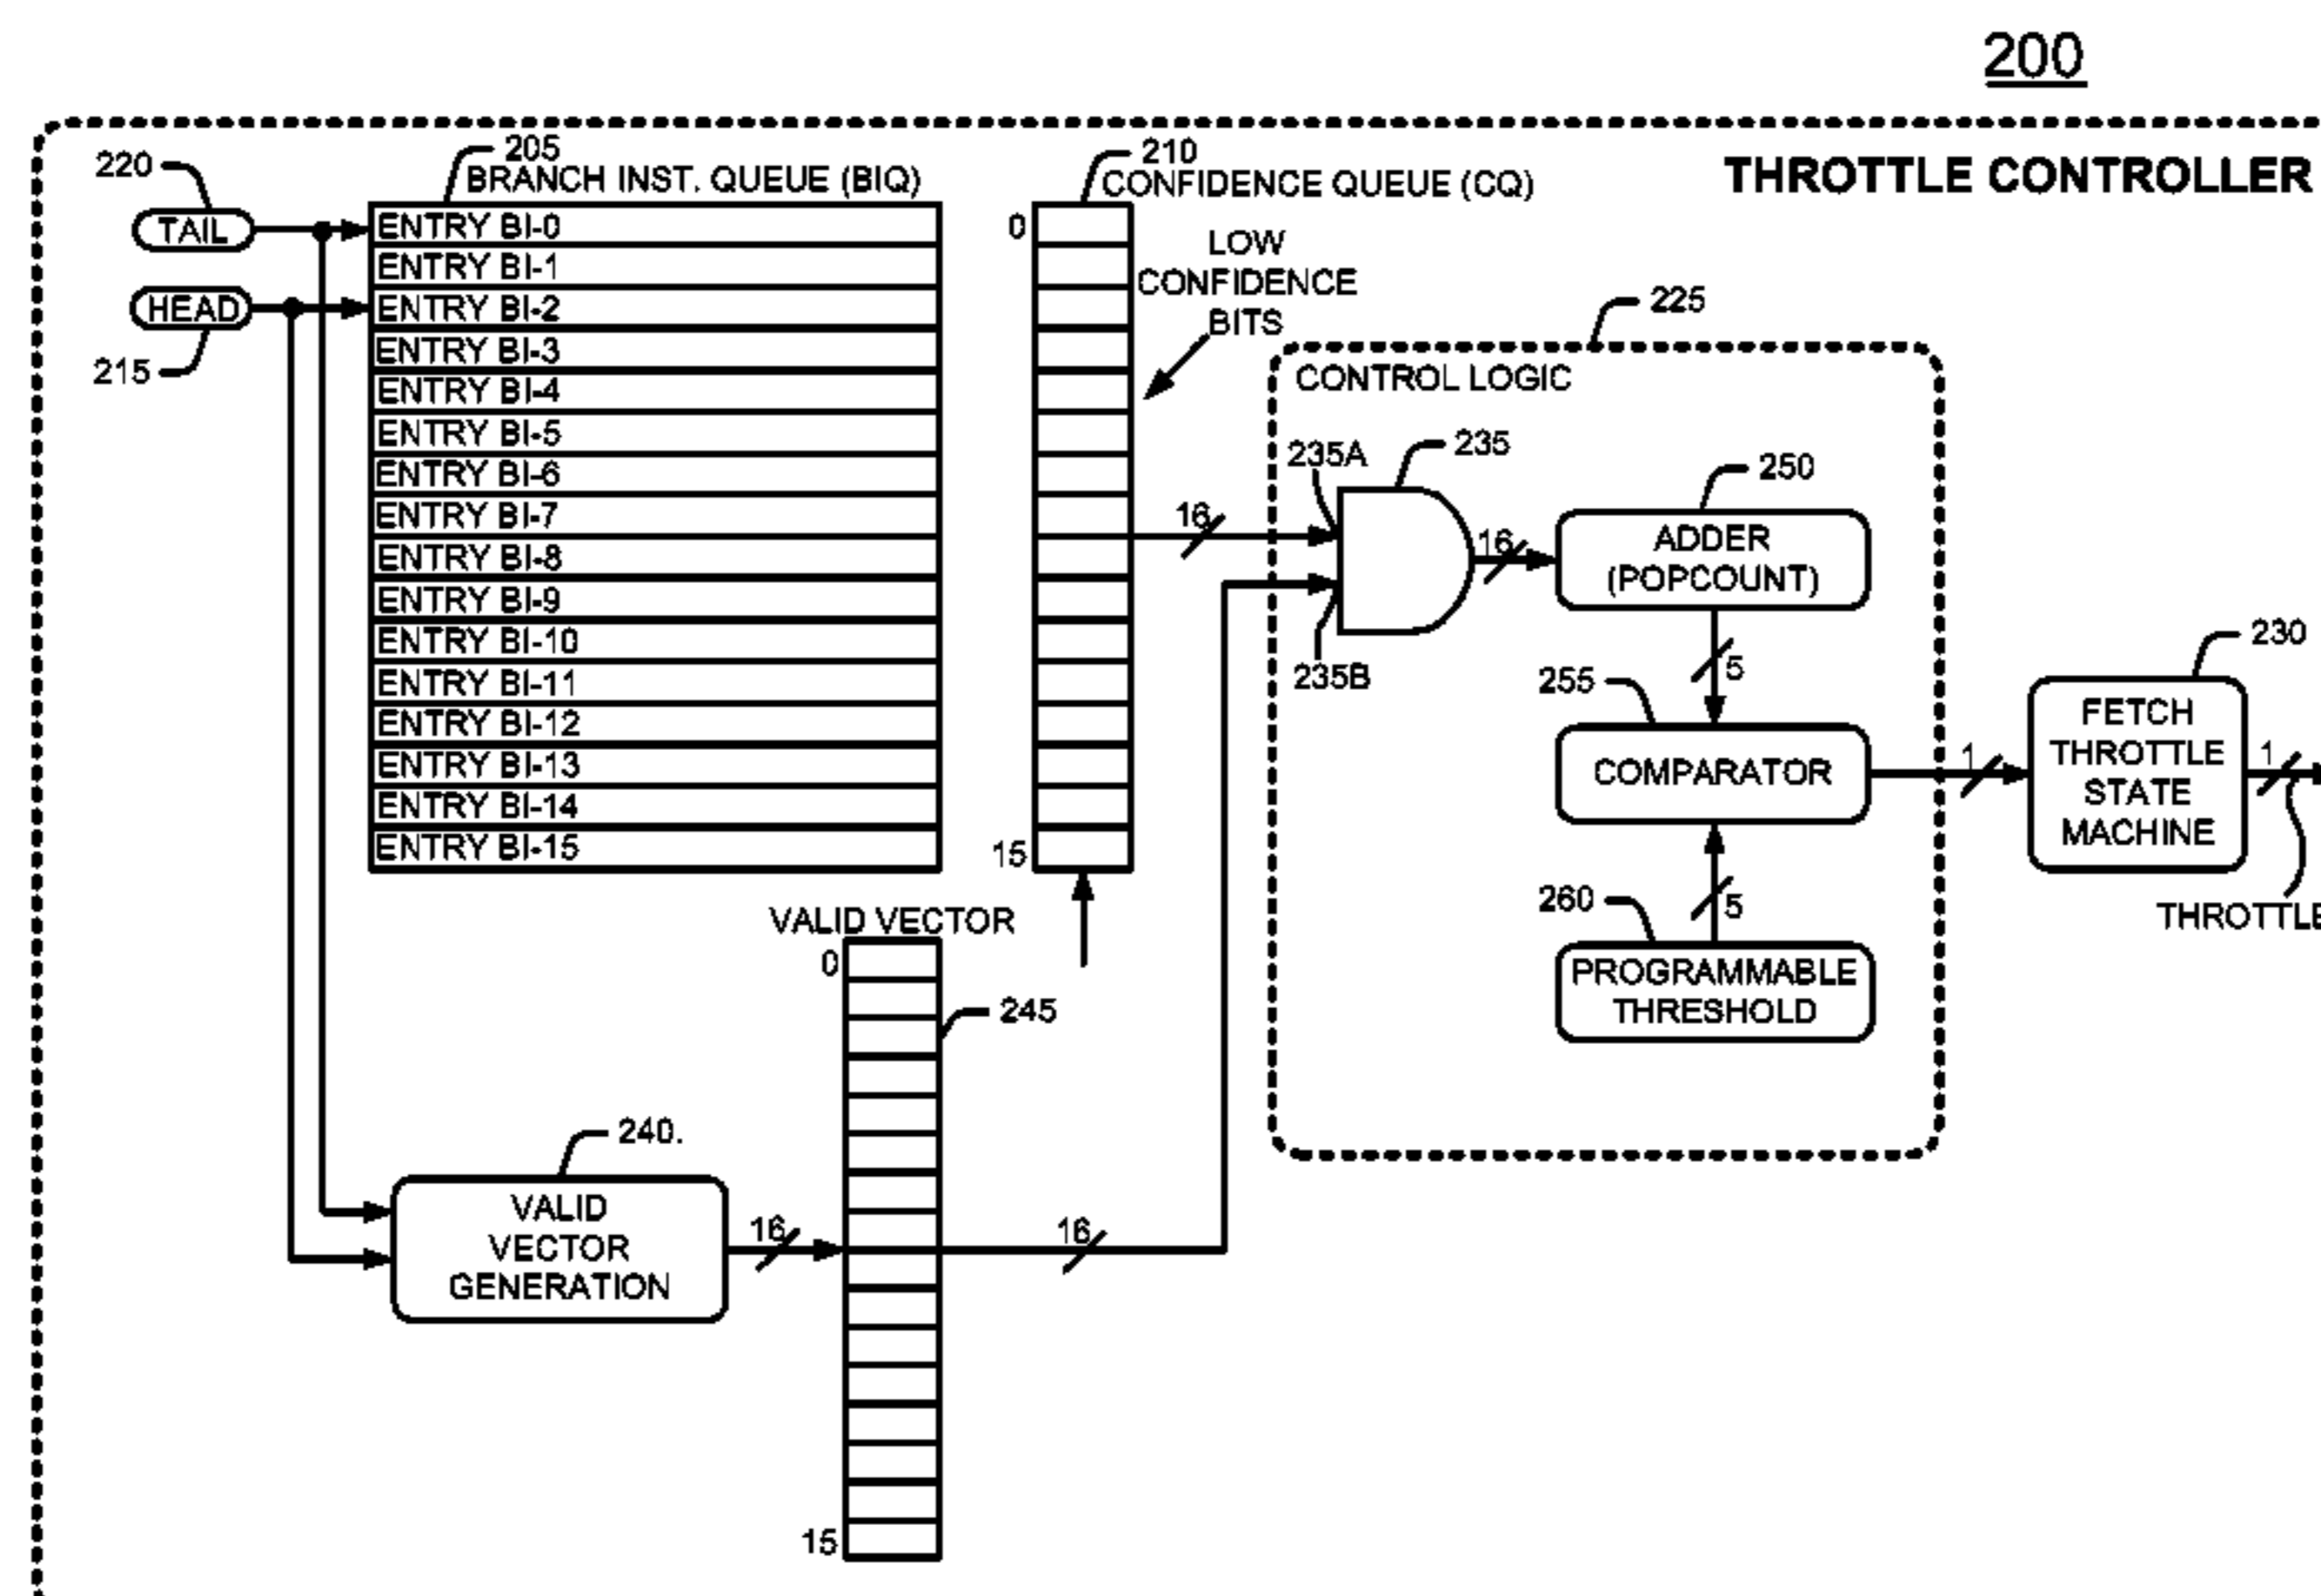 200
THROTTLE CONTROLLER
220
205
BRANCH INST. QUEUE (BIQ)
210
CONFIDENCE QUEUE (CQ)
TAIL
HEAD
215
ENTRY BI-0
ENTRY BI-1
ENTRY BI-2
ENTRY BI-3
ENTRY BI-4
ENTRY BI-5
ENTRY BI-6
ENTRY BI-7
ENTRY BI-8
ENTRY BI-9
ENTRY BI-10
ENTRY BI-11
ENTRY BI-12
ENTRY BI-13
ENTRY BI-14
ENTRY BI-15
0
15
LOW
CONFIDENCE
BITS
225
CONTROL LOGIC
235A
235
235B
16
16
250
ADDER
(POPCOUNT)
5
255
COMPARATOR
5
260
PROGRAMMABLE
THRESHOLD
1
230
FETCH
THROTTLE
STATE
MACHINE
1
THROTTLE
VALID VECTOR
0
15
245
240.
VALID
VECTOR
GENERATION
16
16